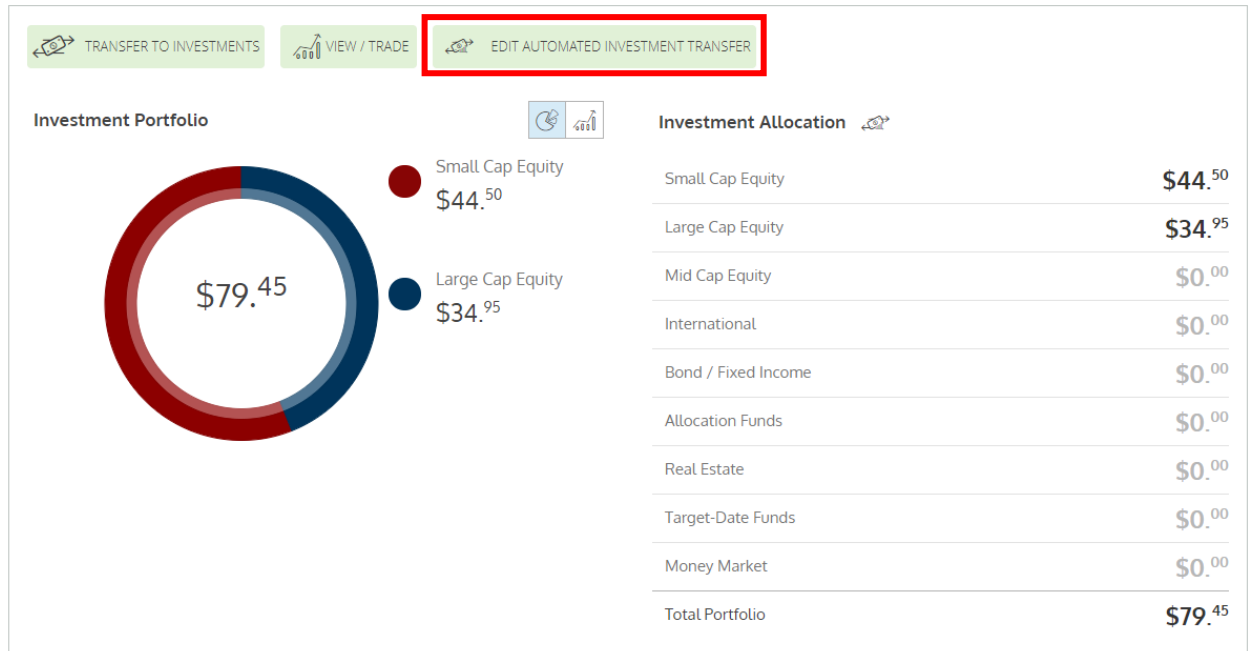 TRANSFER TO INVESTMENTS
VIEW / TRADE
EDIT AUTOMATED INVESTMENT TRANSFER
Investment Portfolio
$79.45
Small Cap Equity
$44.50
Large Cap Equity
$34.95
Investment Allocation
Small Cap Equity $44.50
Large Cap Equity $34.95
Mid Cap Equity $0.00
International $0.00
Bond / Fixed Income $0.00
Allocation Funds $0.00
Real Estate $0.00
Target-Date Funds $0.00
Money Market $0.00
Total Portfolio $79.45